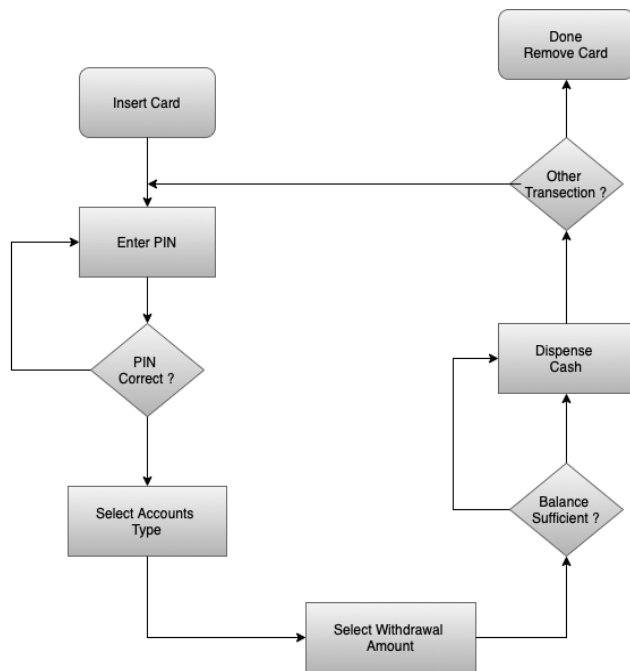 Done
Remove Card
Insert Card
Other
Transection ?
Enter PIN
PIN
Correct ?
Dispense
Cash
Select Accounts
Type
Balance
Sufficient ?
Select Withdrawal
Amount